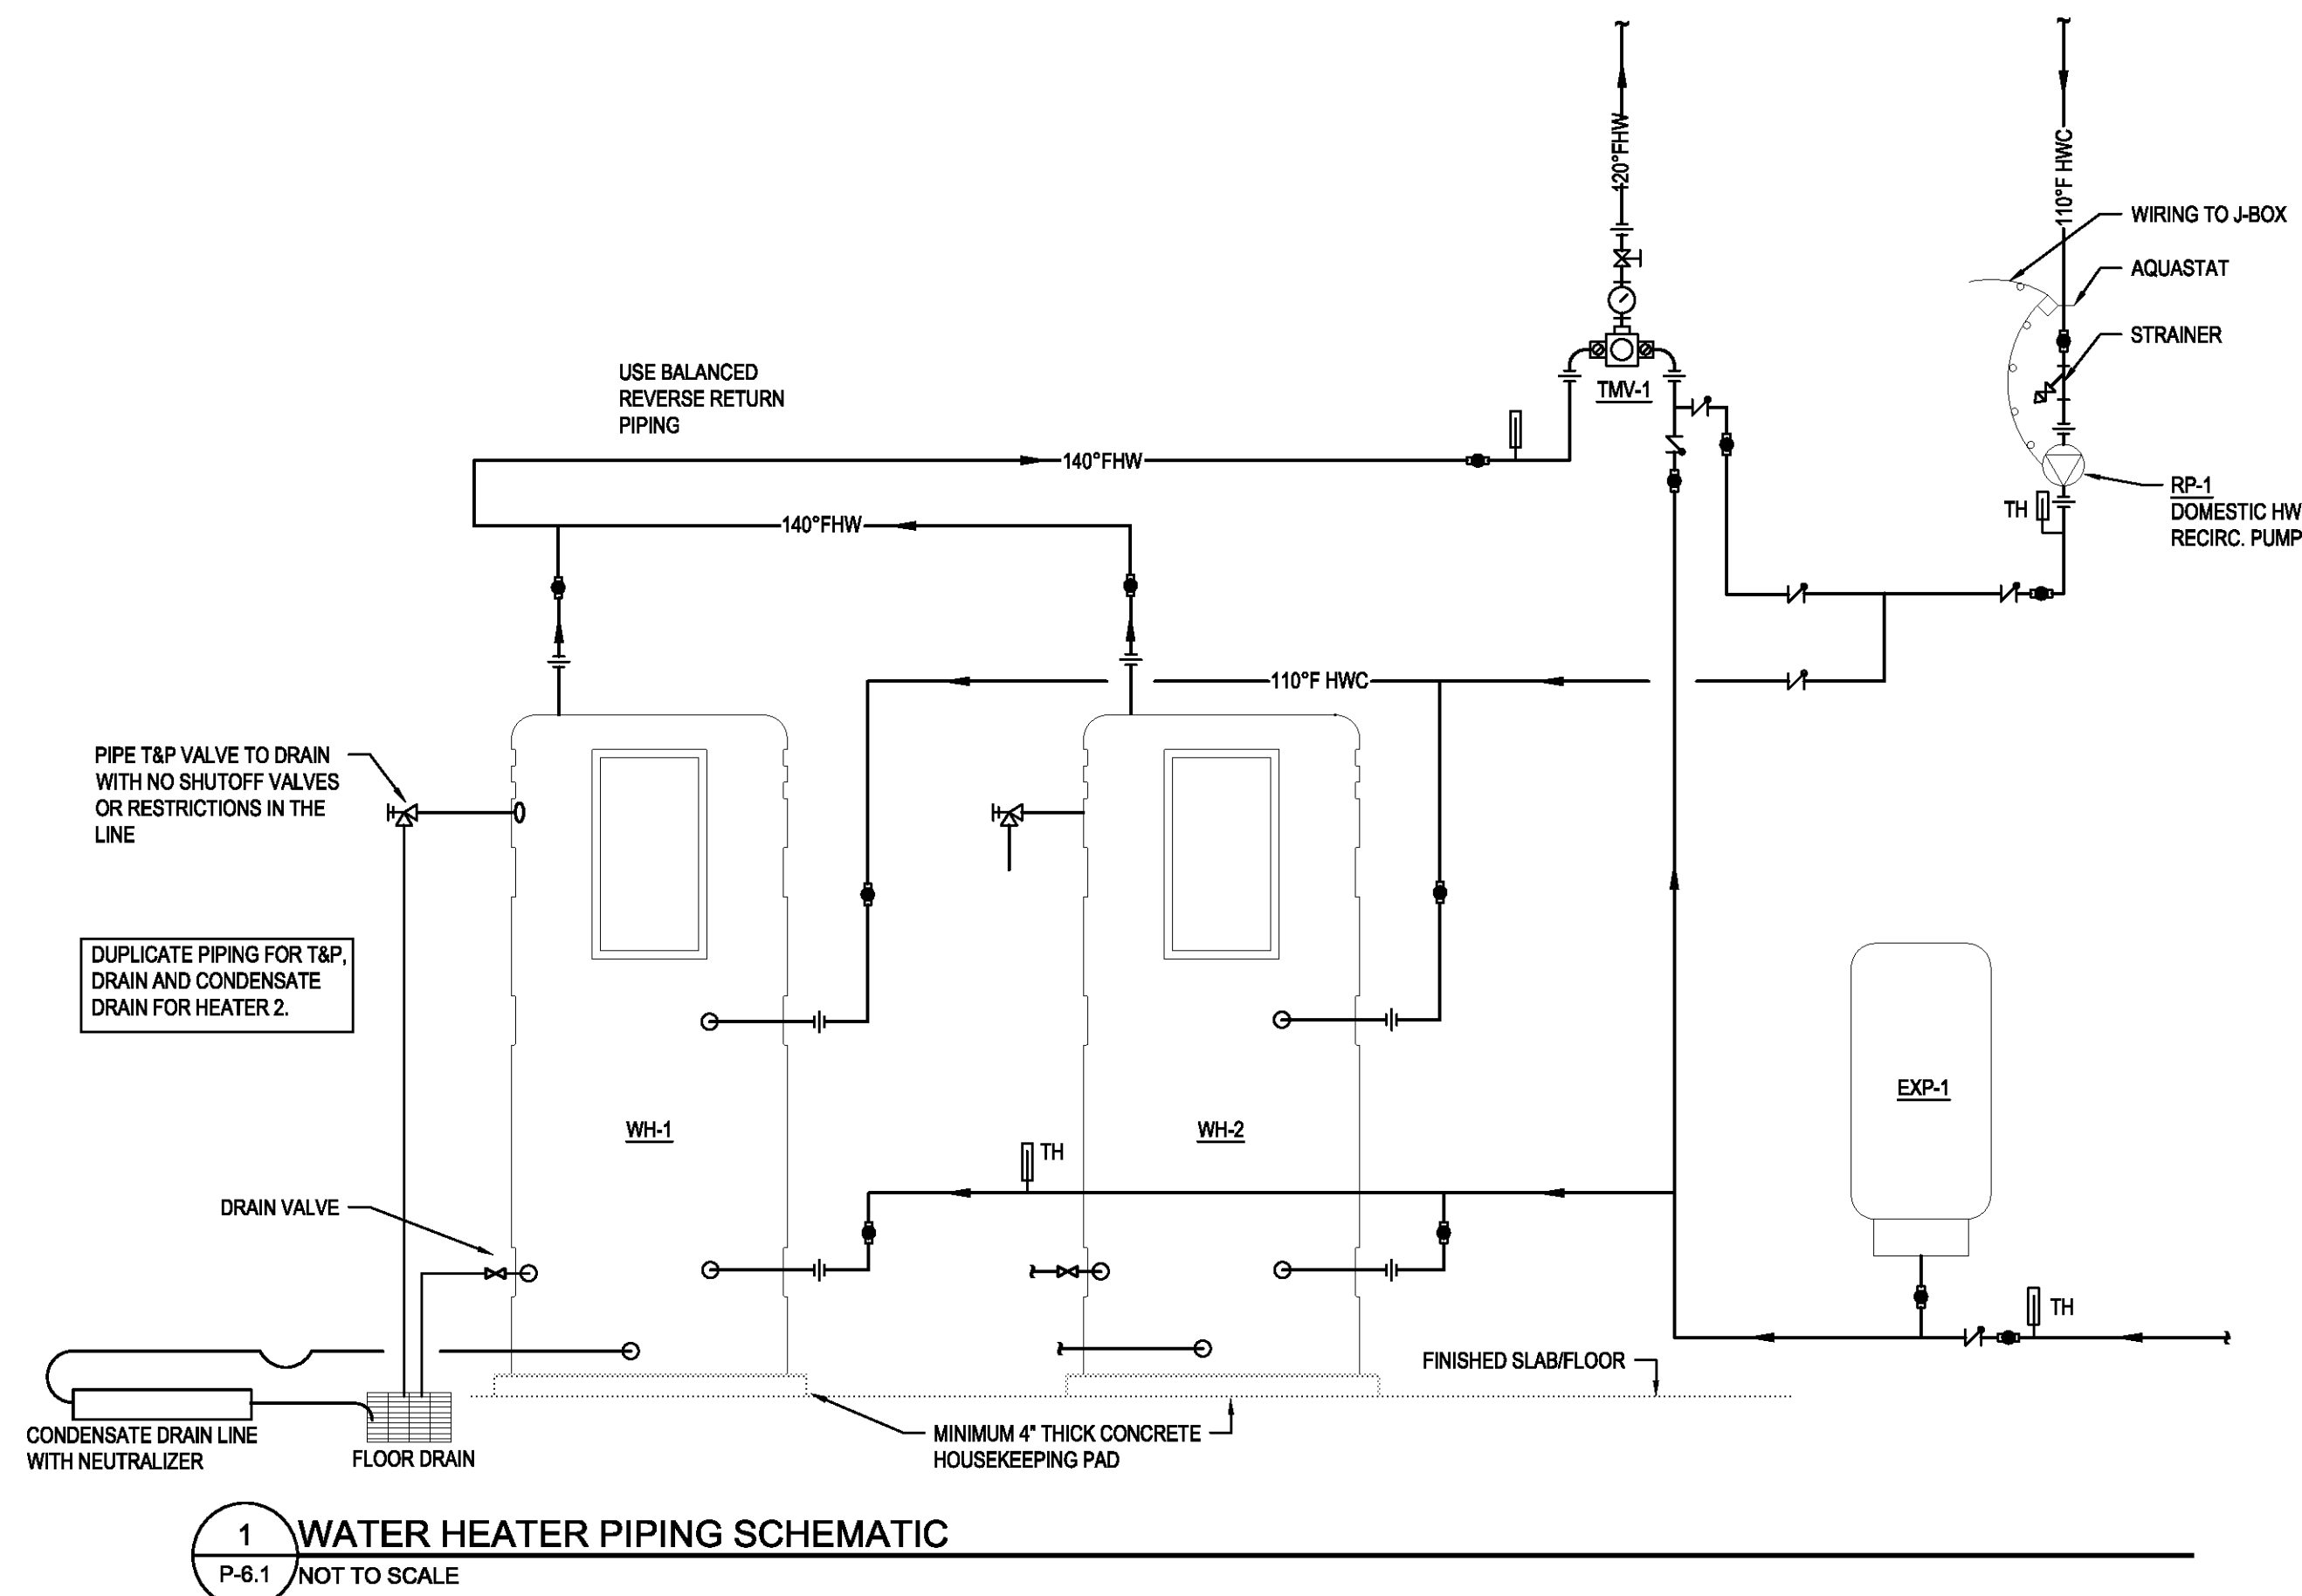 120°FHW
110°F HWC
WIRING TO J-BOX
AQUASTAT
STRAINER
USE BALANCED
REVERSE RETURN
PIPING
TMV-1
140°FHW
140°FHW
RP-1
DOMESTIC HW
RECIRC. PUMP
TH
110°F HWC
PIPE T&P VALVE TO DRAIN
WITH NO SHUTOFF VALVES
OR RESTRICTIONS IN THE
LINE
DUPLICATE PIPING FOR T&P,
DRAIN AND CONDENSATE
DRAIN FOR HEATER 2.
EXP-1
WH-1
WH-2
TH
DRAIN VALVE
TH
FINISHED SLAB/FLOOR
MINIMUM 4" THICK CONCRETE
HOUSEKEEPING PAD
CONDENSATE DRAIN LINE
WITH NEUTRALIZER
FLOOR DRAIN
1
WATER HEATER PIPING SCHEMATIC
P-6.1
NOT TO SCALE